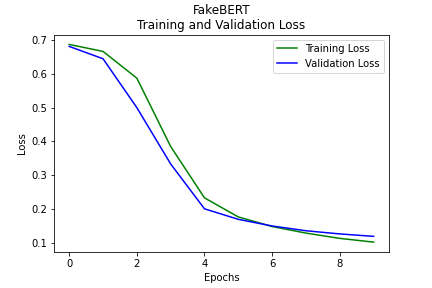 FakeBERT
Training and Validation Loss
Training Loss
Validation Loss
0.7
0.6
0.5
0.4
0.3
0.2
0.1
Loss
0 2 4 6 8
Epochs